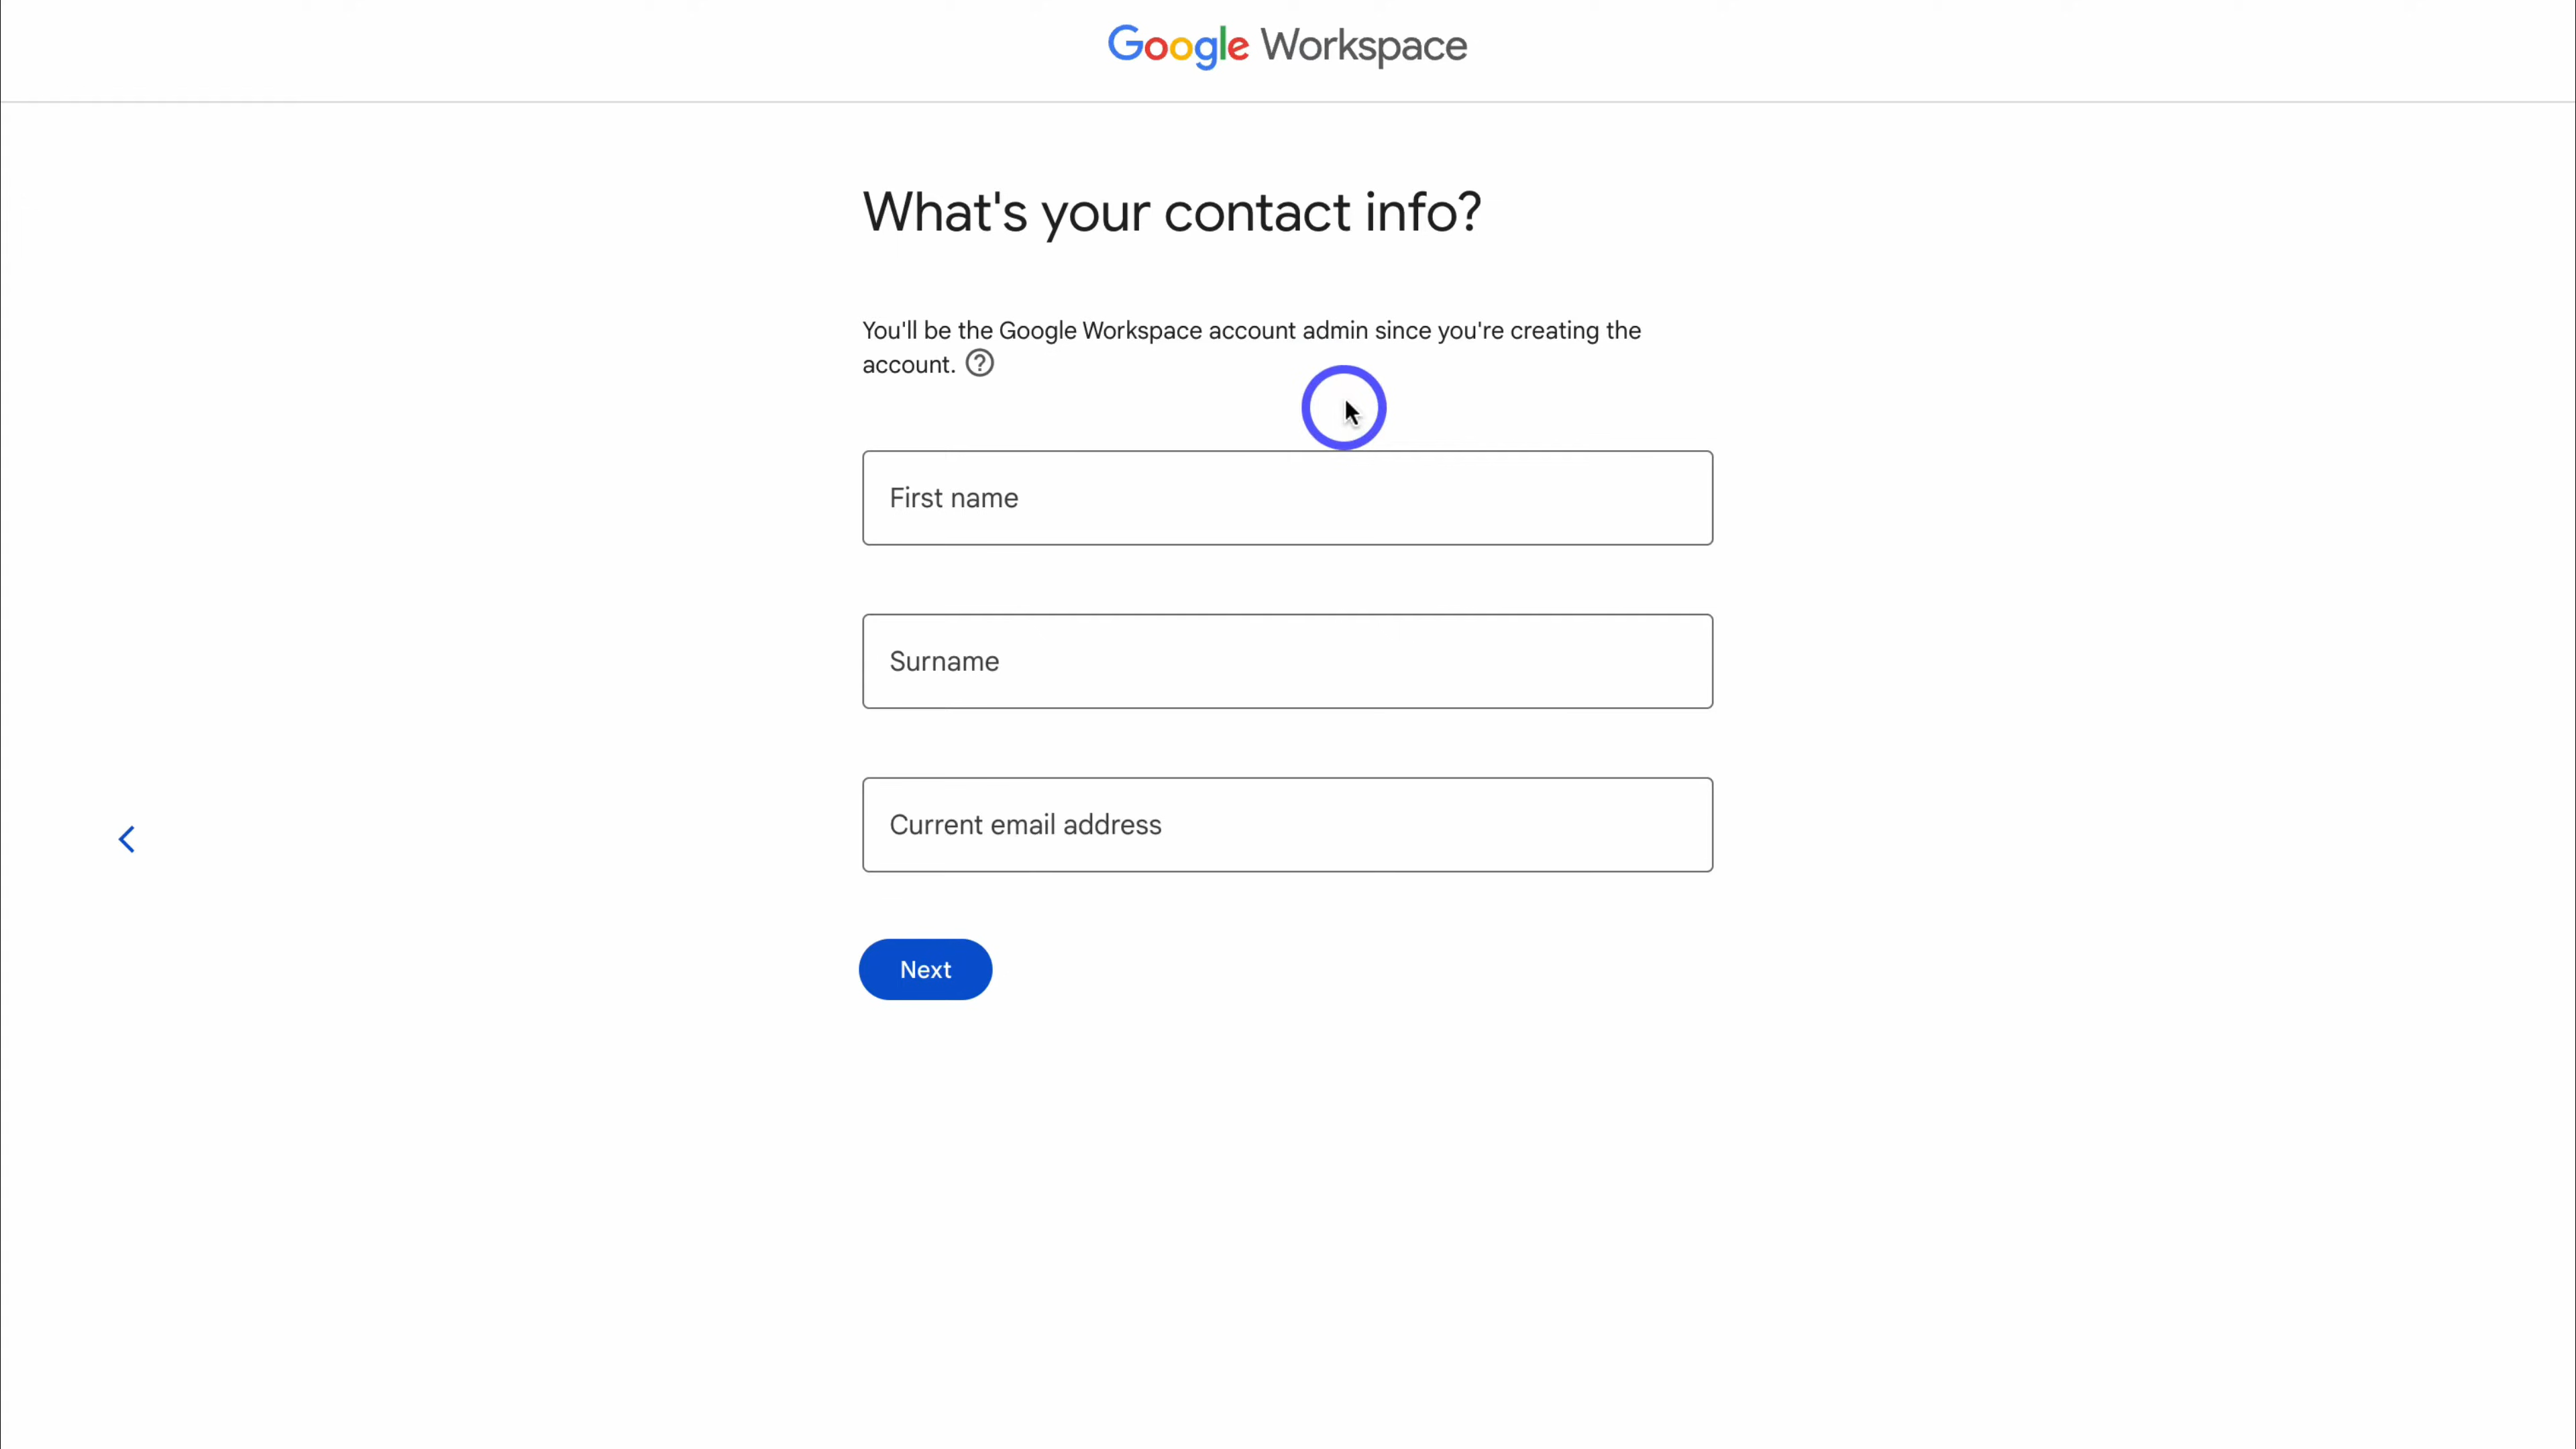 Google Workspace
What's your contact info?
You'll be the Google Workspace account admin since you're creating the
account. ?
First name
Surname
Current email address
Next